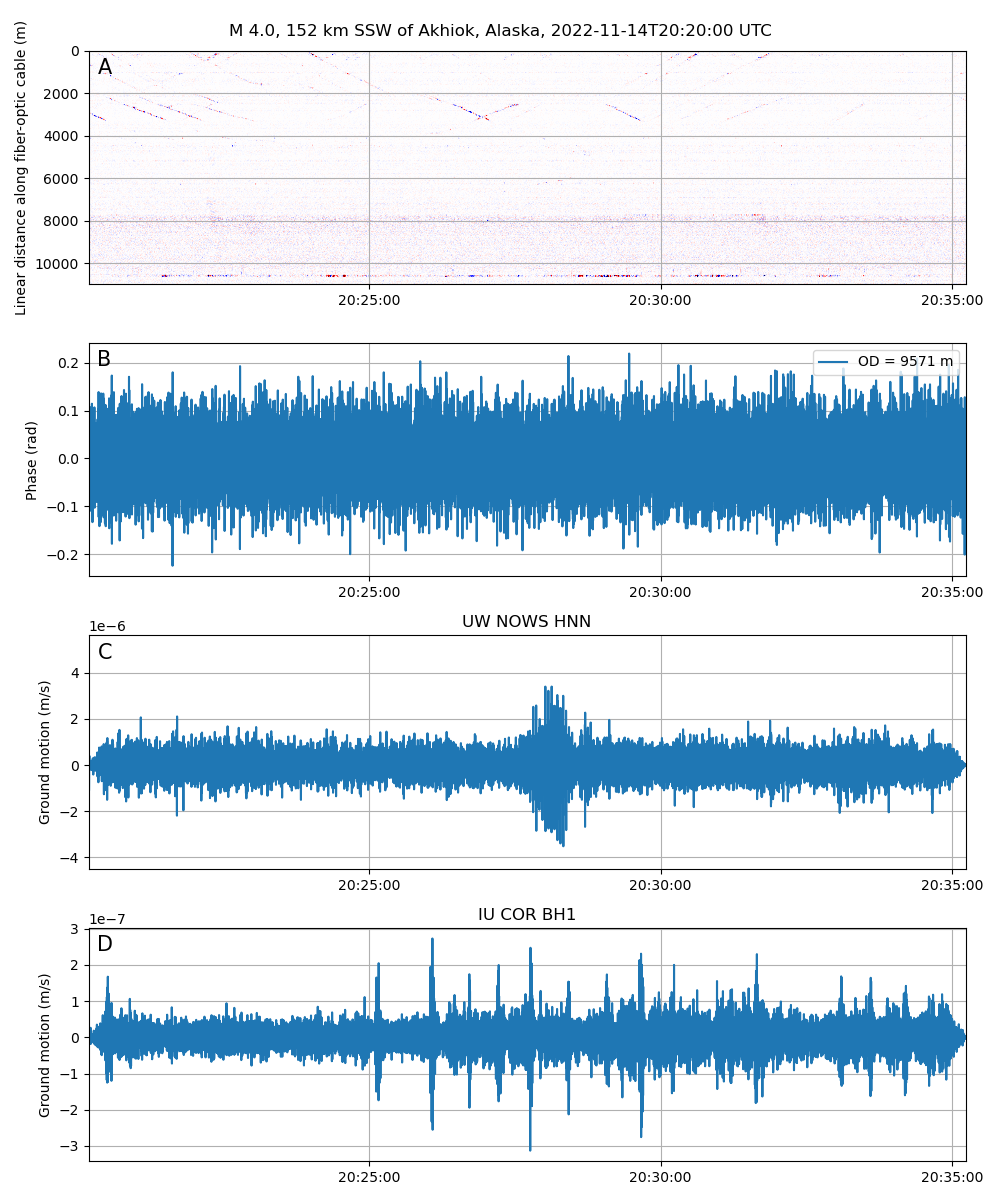 M 4.0, 152 km SSW of Akhiok, Alaska, 2022-11-14T20:20:00 UTC
A
Linear distance along fiber-optic cable (m)
0
2000
4000
6000
8000
10000
20:25:00
20:30:00
20:35:00
B
OD = 9571 m
Phase (rad)
0.2
0.1
0.0
−0.1
−0.2
20:25:00
20:30:00
20:35:00
UW NOWS HNN
1e−6
C
Ground motion (m/s)
4
2
0
−2
−4
20:25:00
20:30:00
20:35:00
IU COR BH1
1e−7
D
Ground motion (m/s)
3
2
1
0
−1
−2
−3
20:25:00
20:30:00
20:35:00